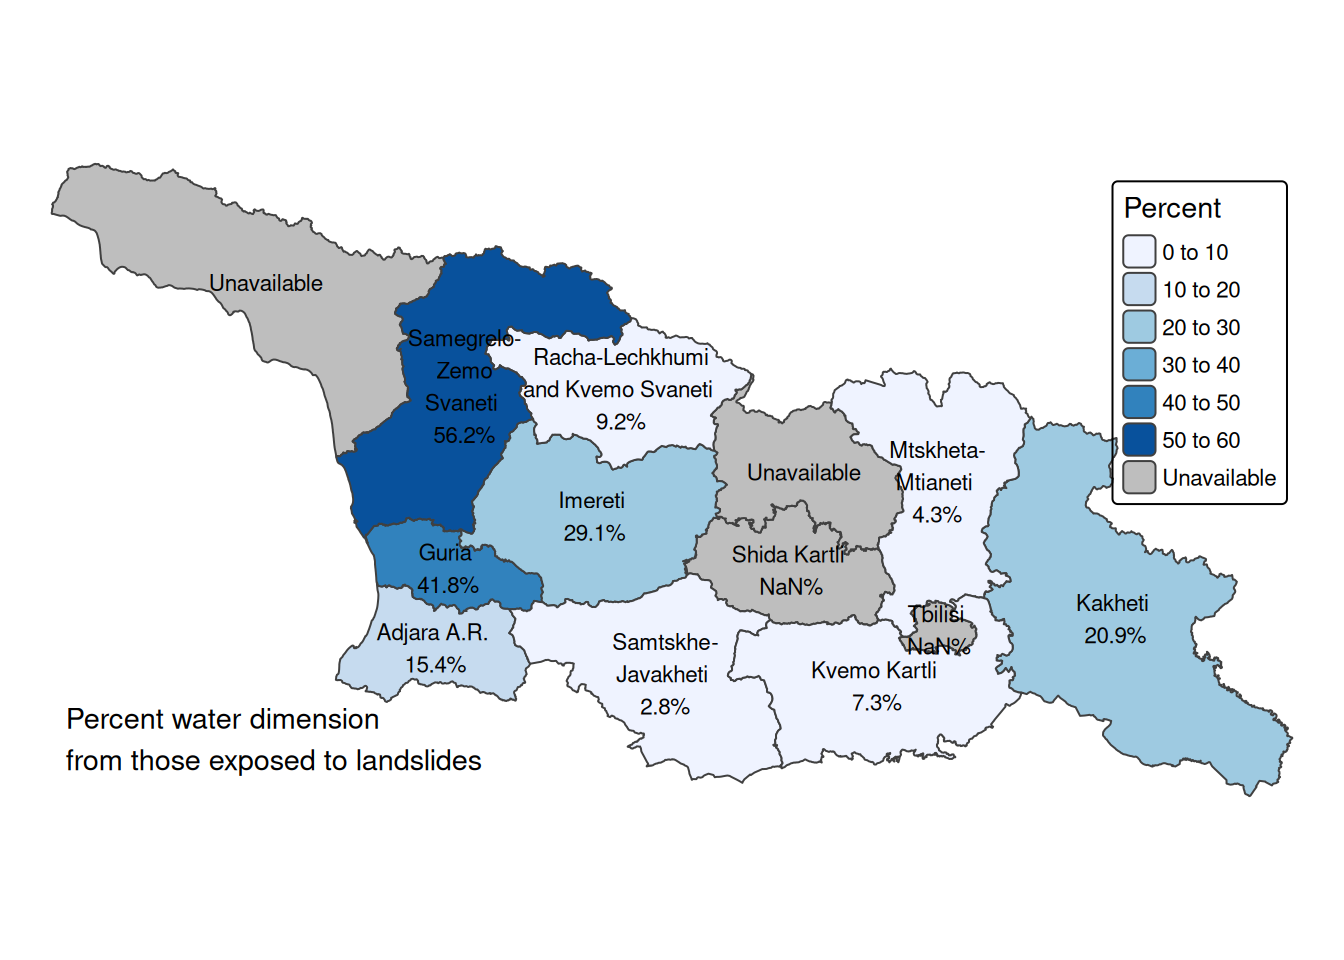 Unavailable
Samegrelo-
Zemo
Svaneti
56.2%
Racha-Lechkhumi
and Kvemo Svaneti
9.2%
Imereti
29.1%
Guria
41.8%
Adjara A.R.
15.4%
Unavailable
Shida Kartli
NaN%
Mtskheta-
Mtianeti
4.3%
Tbilisi
NaN%
Samtskhe-
Javakheti
2.8%
Kvemo Kartli
7.3%
Kakheti
20.9%
Percent
0 to 10
10 to 20
20 to 30
30 to 40
40 to 50
50 to 60
Unavailable
Percent water dimension
from those exposed to landslides